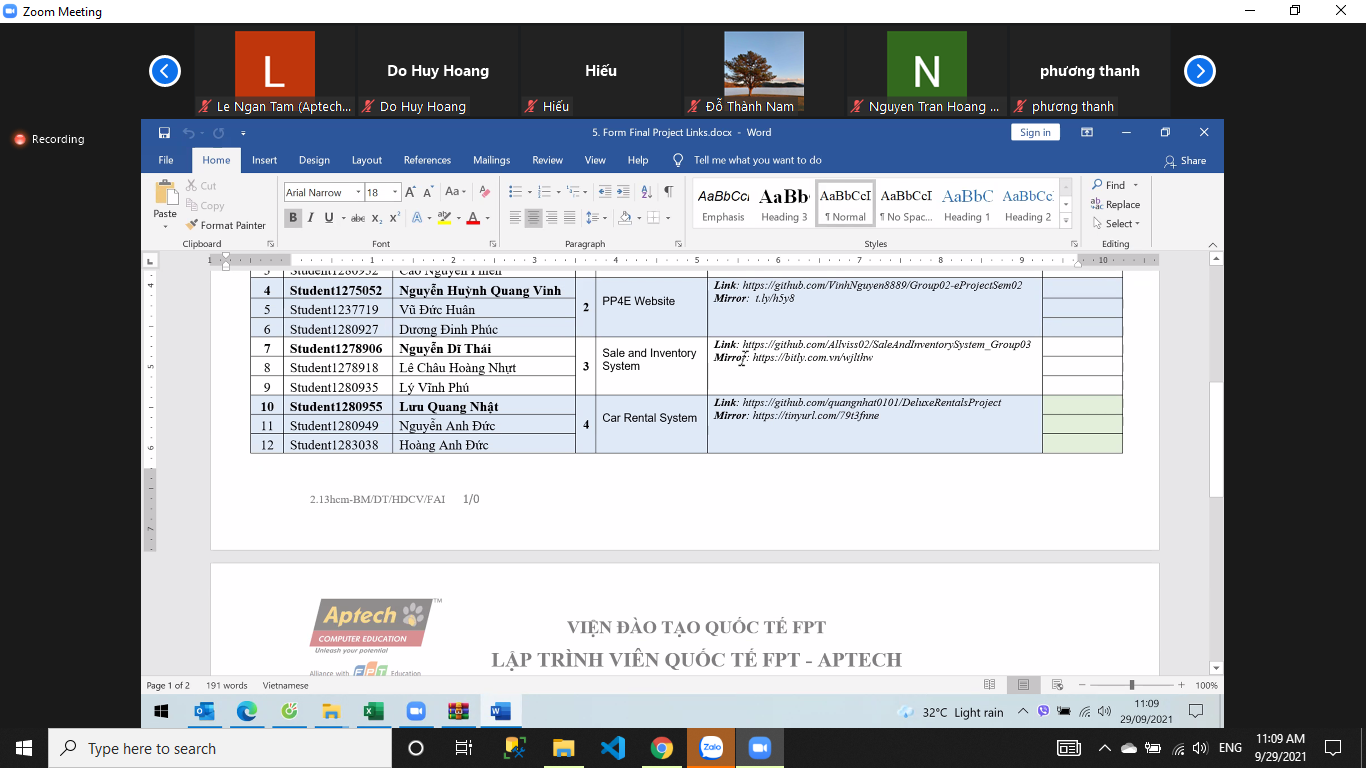 Zoom Meeting
L
Do Huy Hoang
Hiếu
N
phương thanh
Le Ngan Tam (Aptech...
Do Huy Hoang
Hiếu
Đỗ Thành Nam
Nguyen Tran Hoang ...
phương thanh
Recording
5. Form Final Project Links.docx - Word
Sign in
File Home Insert Design Layout References Mailings Review View Help Tell me what you want to do Share
Paste
Cut
Copy
Format Painter
Clipboard
Arial Narrow 18
Font
Paragraph
AaBbCcI Emphasis
AaBb Heading 3
AaBbCcI ¶ Normal
AaBbCcI ¶ No Spac...
AaBbC Heading 1
AaBbCc Heading 2
Styles
Find
Replace
Select
Editing
3 Student1280932 Cao Nguyên Thiên
4 Student1275052 Nguyễn Huỳnh Quang Vinh
5 Student1237719 Vũ Đức Huân
6 Student1280927 Dương Đình Phúc
2 PP4E Website
Link: https://github.com/VinhNguyen8889/Group02-eProjectSem02
Mirror: t.ly/h5y8
7 Student1278906 Nguyễn Dĩ Thái
8 Student1278918 Lê Châu Hoàng Nhựt
9 Student1280935 Lý Vĩnh Phú
3 Sale and Inventory
System
Link: https://github.com/Allviss02/SaleAndInventorySystem_Group03
Mirror: https://bitly.com.vn/wjlthw
10 Student1280955 Lưu Quang Nhật
11 Student1280949 Nguyễn Anh Đức
12 Student1283038 Hoàng Anh Đức
4 Car Rental System
Link: https://github.com/quangnhat0101/DeluxeRentalsProject
Mirror: https://tinyurl.com/79t3fnne
2.13hcm-BM/DT/HDCV/FAI 1/0
Aptech™
COMPUTER EDUCATION
Unleash your potential
Alliance with FPT Education
VIỆN ĐÀO TẠO QUỐC TẾ FPT
LẬP TRÌNH VIÊN QUỐC TẾ FPT - APTECH
Page 1 of 2 191 words Vietnamese 100%
32°C Light rain
11:09
29/09/2021
Type here to search
Zalo
ENG
11:09 AM
9/29/2021